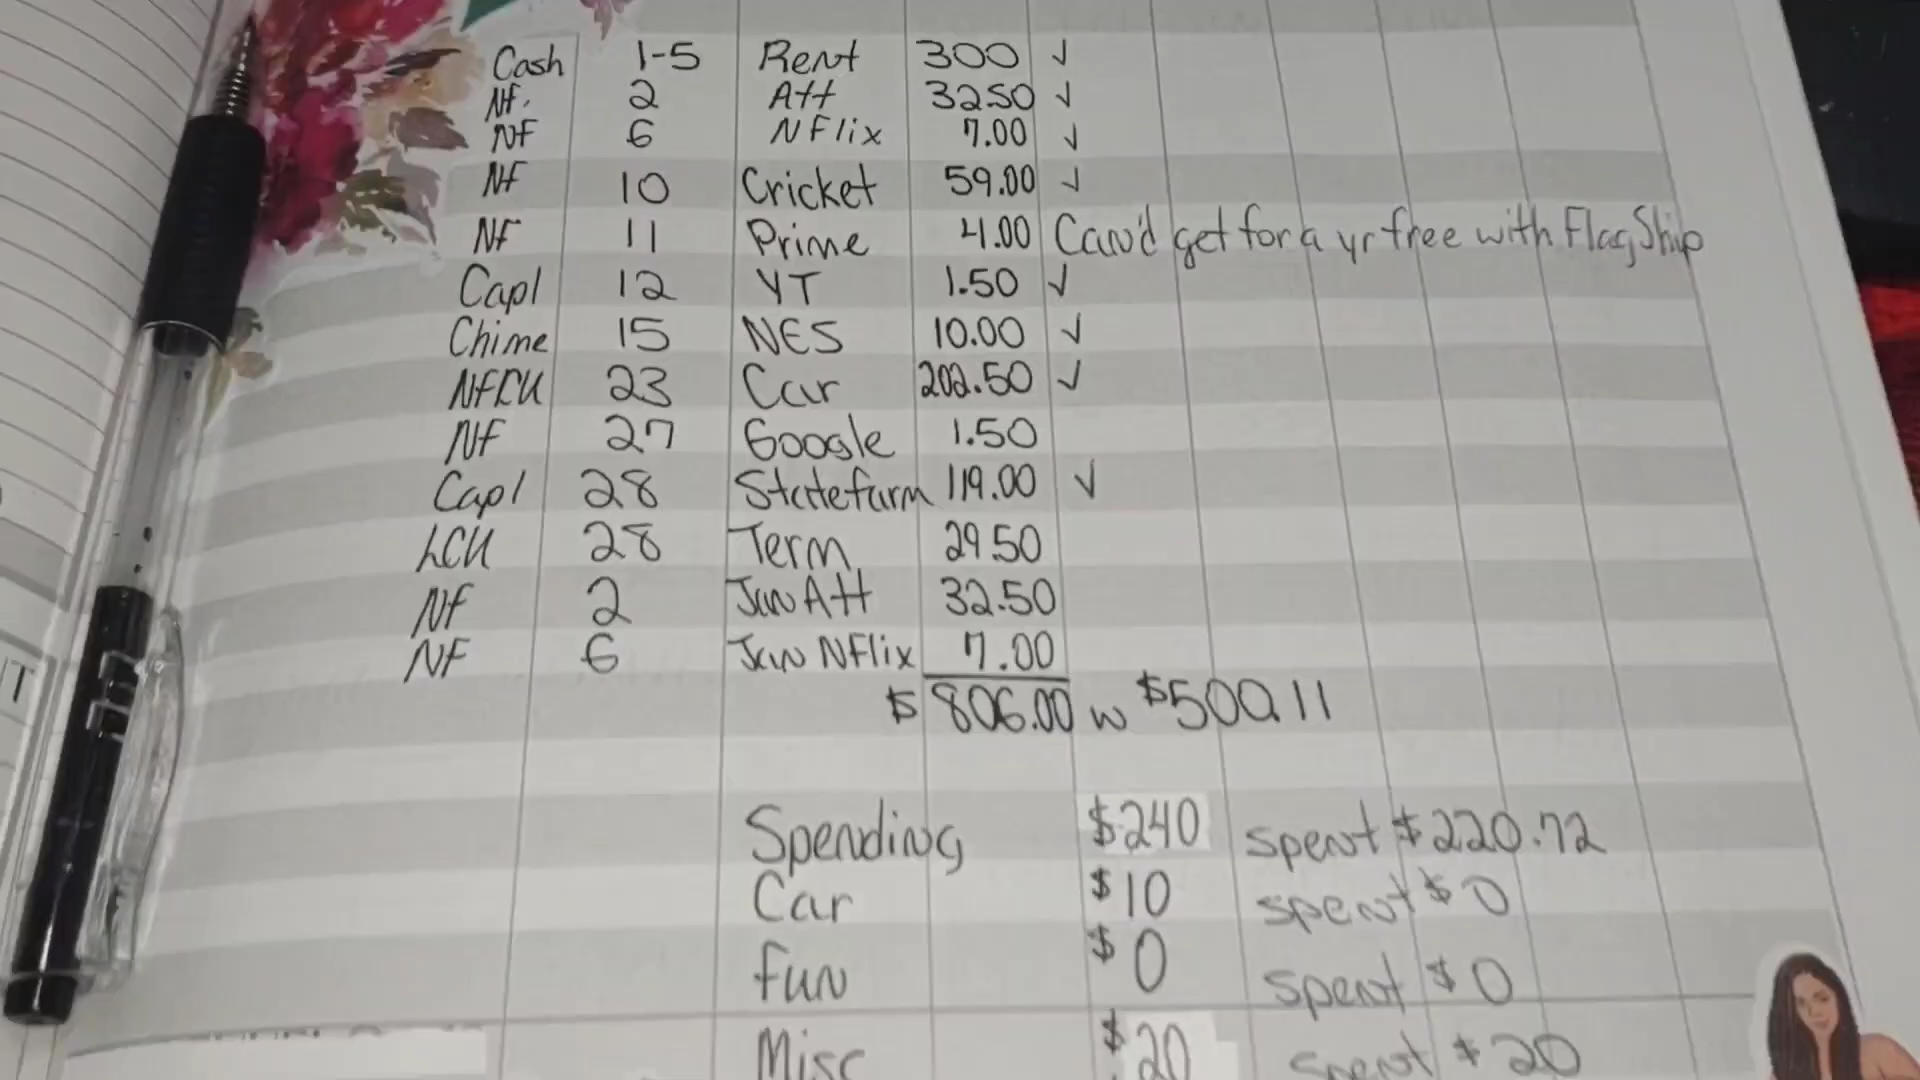 Cash 1-5 Rent 300 ✓
NF. 2 Att 32.50 ✓
NF 6 NFlix 7.00 ✓
NF 10 Cricket 59.00 ✓
NF 11 Prime 4.00 Canc'd get for a yr free with FlagShip
Cap1 12 YT 1.50 ✓
Chime 15 NES 10.00 ✓
NFCU 23 Car 202.50 ✓
NF 27 Google 1.50
Cap1 28 Statefarm 119.00 ✓
LCU 28 Term 29.50
NF 2 Jan Att 32.50
NF 6 Jan NFlix 7.00
$ 806.00 w $500.11
Spending $240 spent $220.72
Car $10 spent $0
Fun $0 spent $0
Misc $20 spent $20